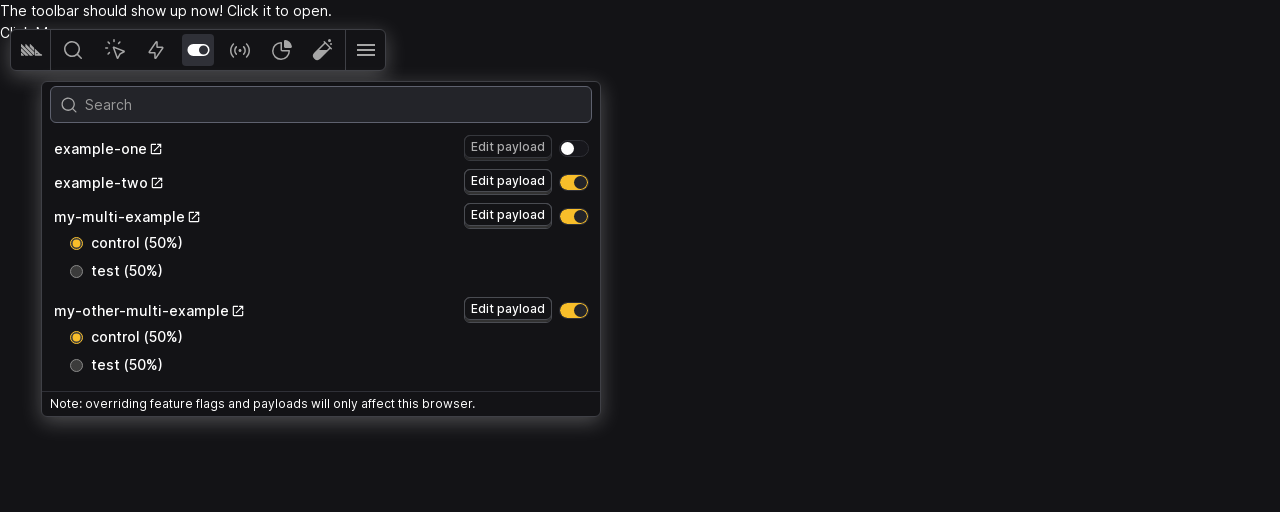 The toolbar should show up now! Click it to open.
Search
example-one
Edit payload
example-two
Edit payload
my-multi-example
Edit payload
control (50%)
test (50%)
my-other-multi-example
Edit payload
control (50%)
test (50%)
Note: overriding feature flags and payloads will only affect this browser.